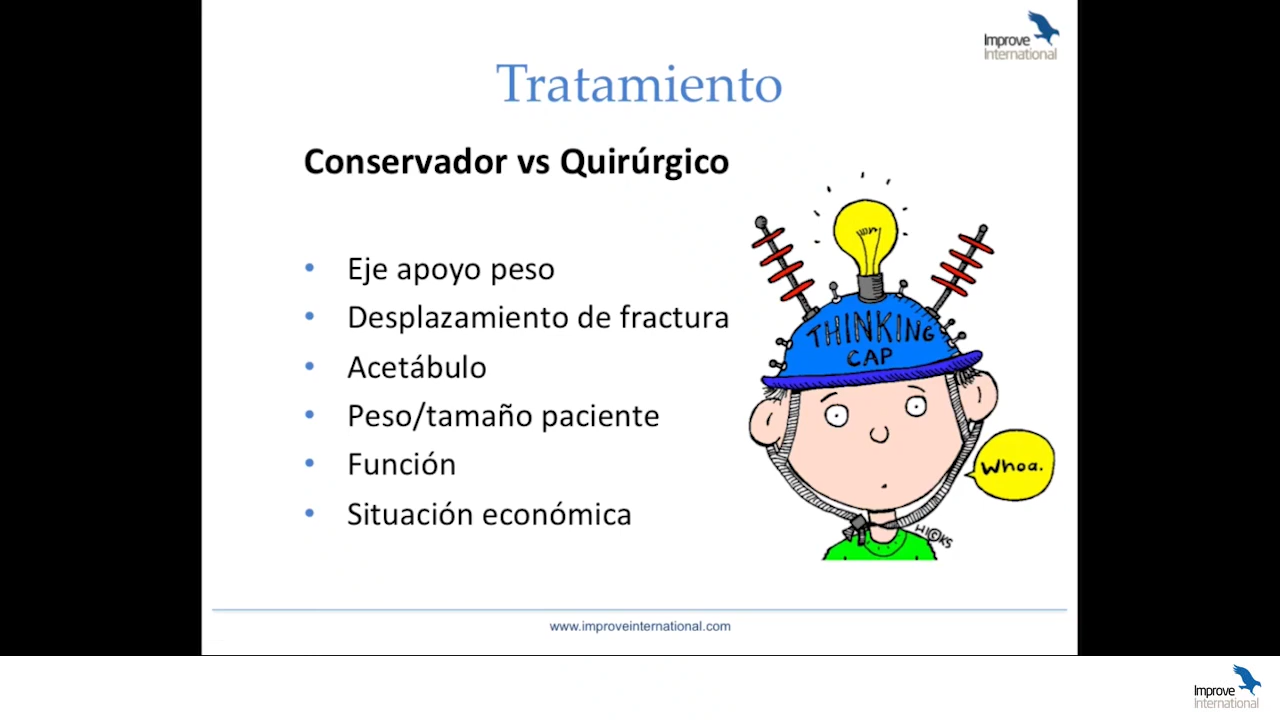 Improve
International
Tratamiento
Conservador vs Quirúrgico
• Eje apoyo peso
• Desplazamiento de fractura
• Acetábulo
• Peso/tamaño paciente
• Función
• Situación económica
THINKING
CAP
Whoa.
HICKS
www.improveinternational.com
Improve
International